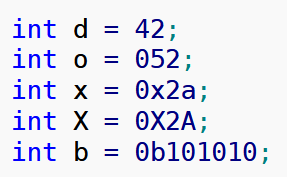 int d = 42;
int o = 052;
int x = 0x2a;
int X = 0X2A;
int b = 0b101010;